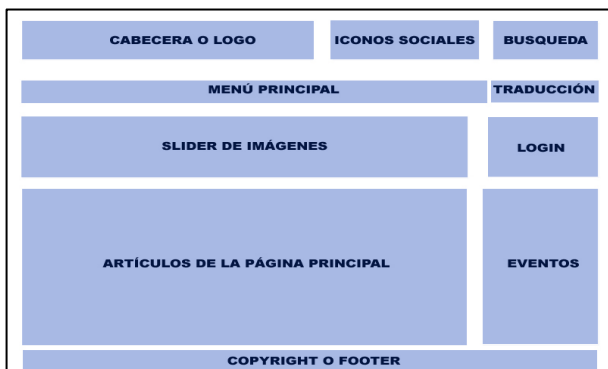 CABECERA O LOGO
ICONOS SOCIALES
BUSQUEDA
MENÚ PRINCIPAL
TRADUCCIÓN
SLIDER DE IMÁGENES
LOGIN
ARTÍCULOS DE LA PÁGINA PRINCIPAL
EVENTOS
COPYRIGHT O FOOTER